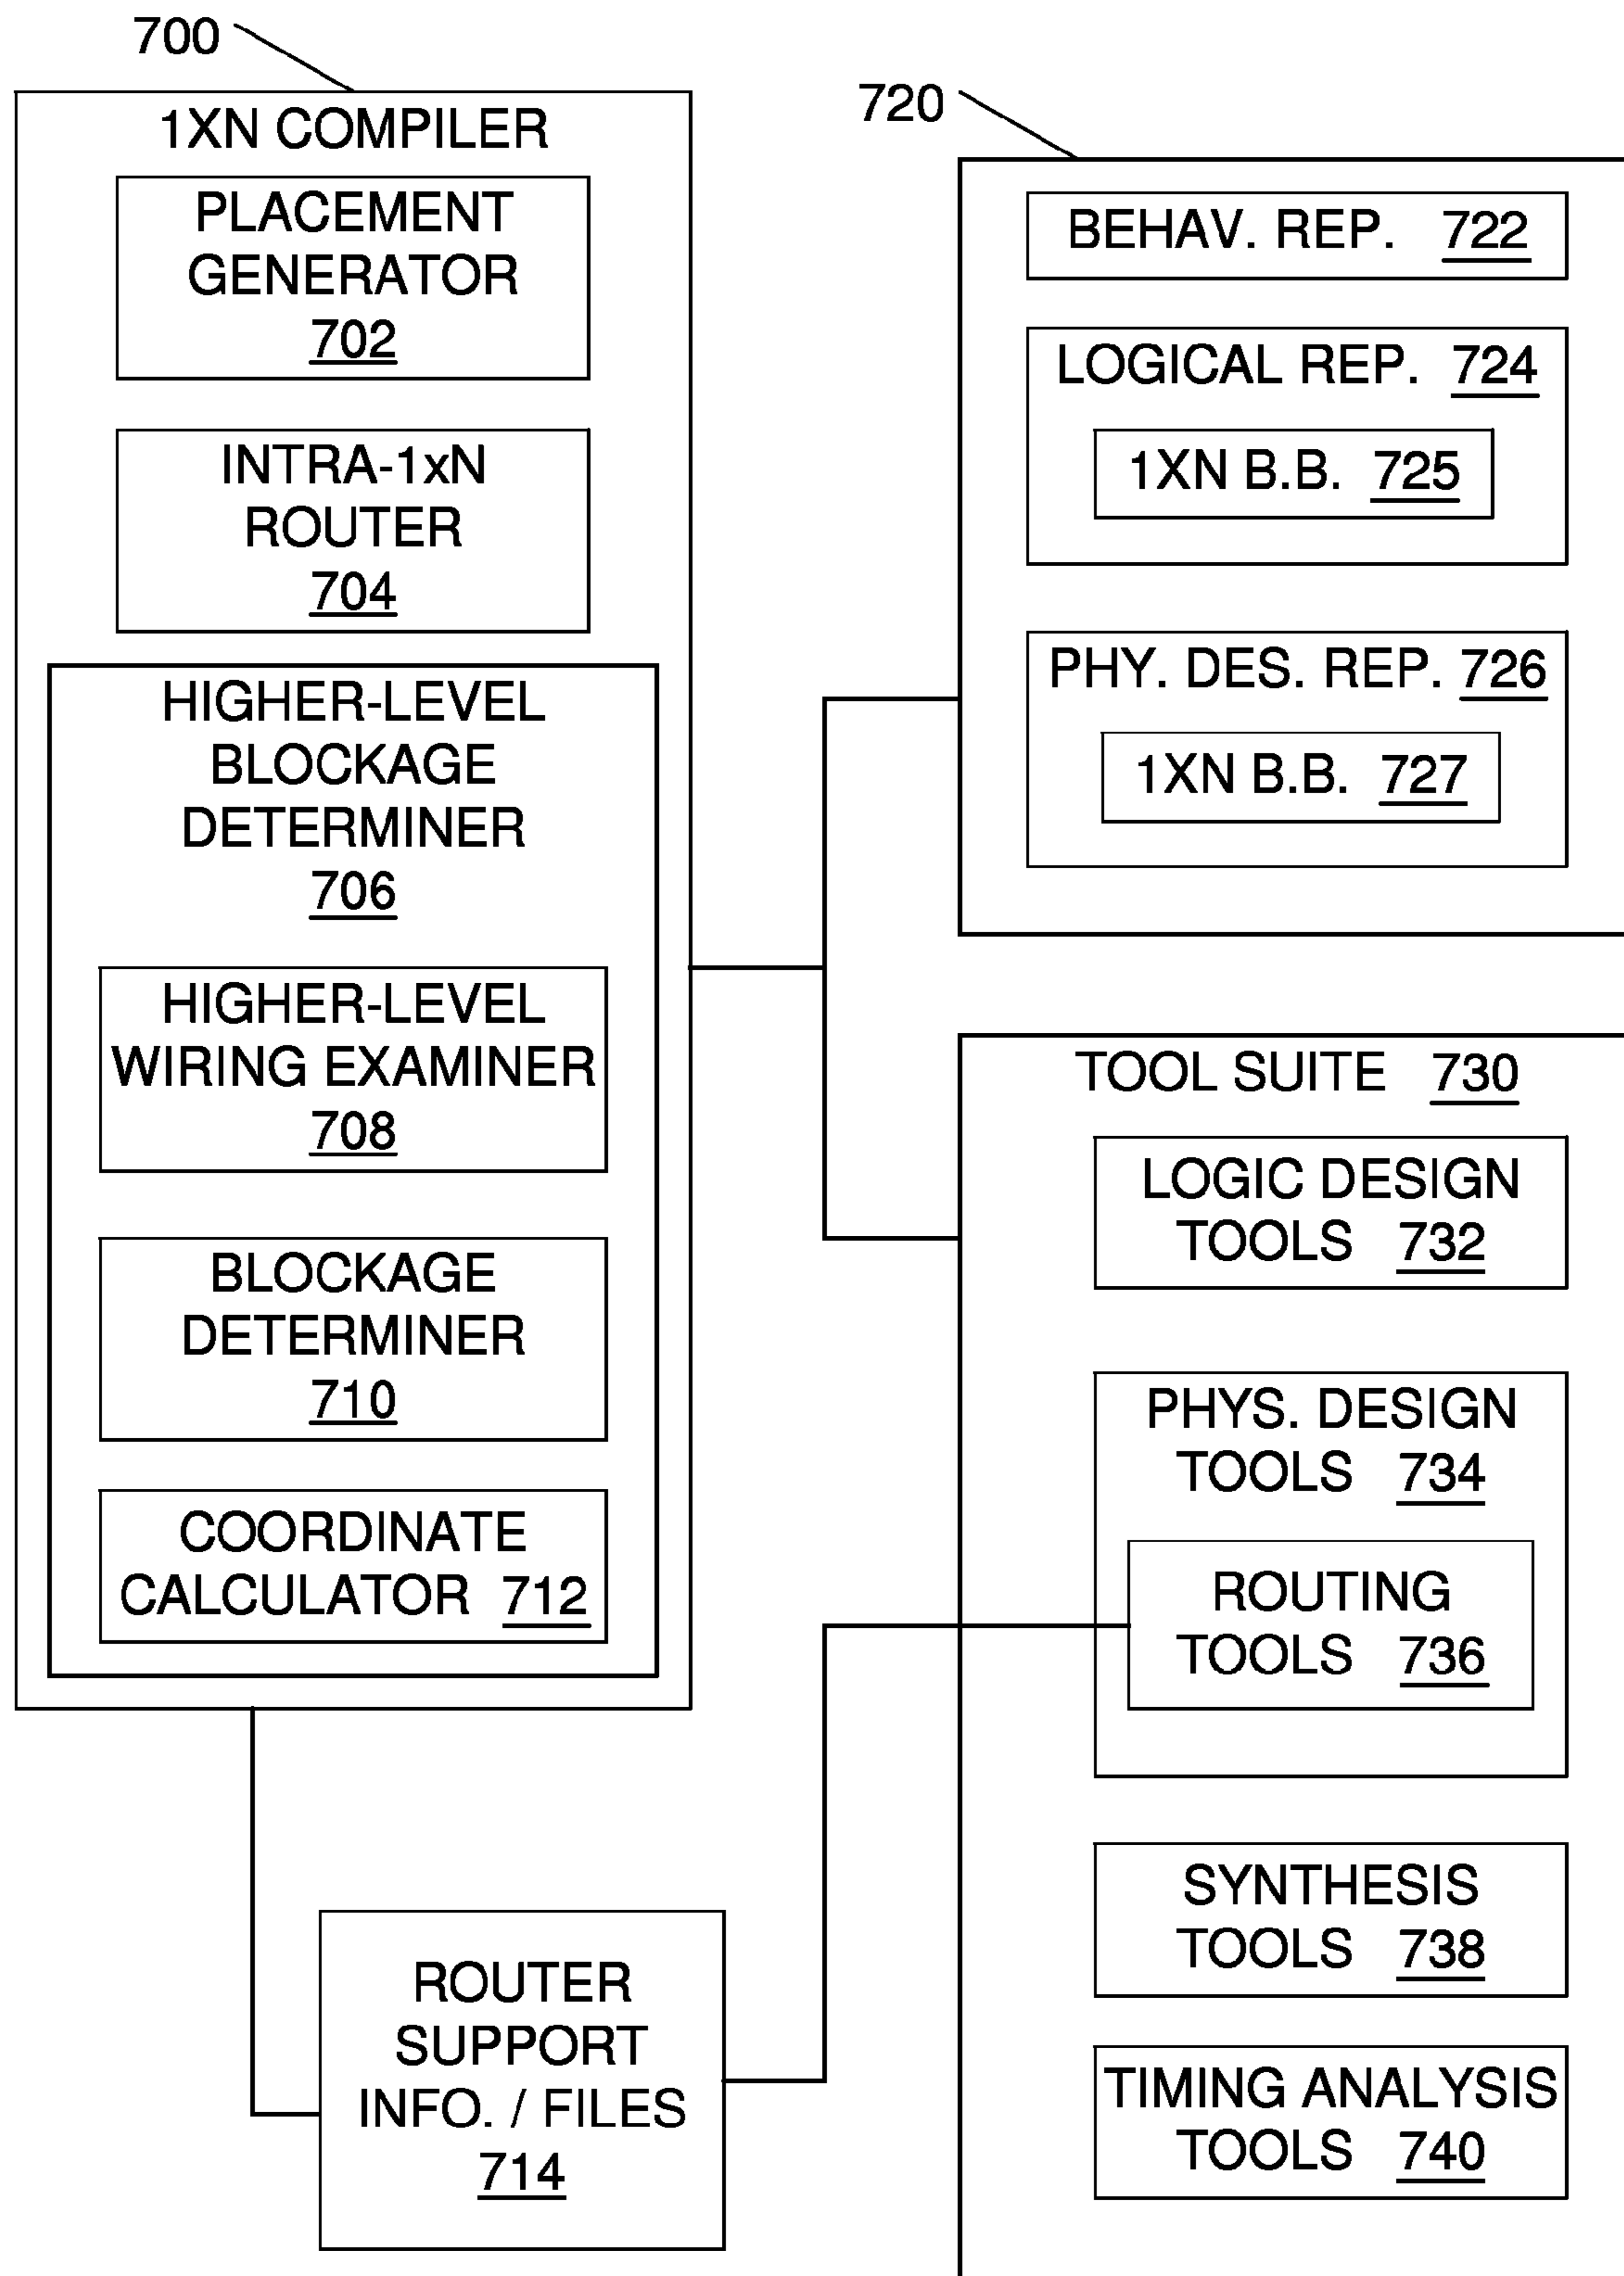 700
1XN COMPILER
PLACEMENT
GENERATOR
702
INTRA-1xN
ROUTER
704
HIGHER-LEVEL
BLOCKAGE
DETERMINER
706
HIGHER-LEVEL
WIRING EXAMINER
708
BLOCKAGE
DETERMINER
710
COORDINATE
CALCULATOR 712
ROUTER
SUPPORT
INFO. / FILES
714
720
BEHAV. REP. 722
LOGICAL REP. 724
1XN B.B. 725
PHY. DES. REP. 726
1XN B.B. 727
TOOL SUITE 730
LOGIC DESIGN
TOOLS 732
PHYS. DESIGN
TOOLS 734
ROUTING
TOOLS 736
SYNTHESIS
TOOLS 738
TIMING ANALYSIS
TOOLS 740